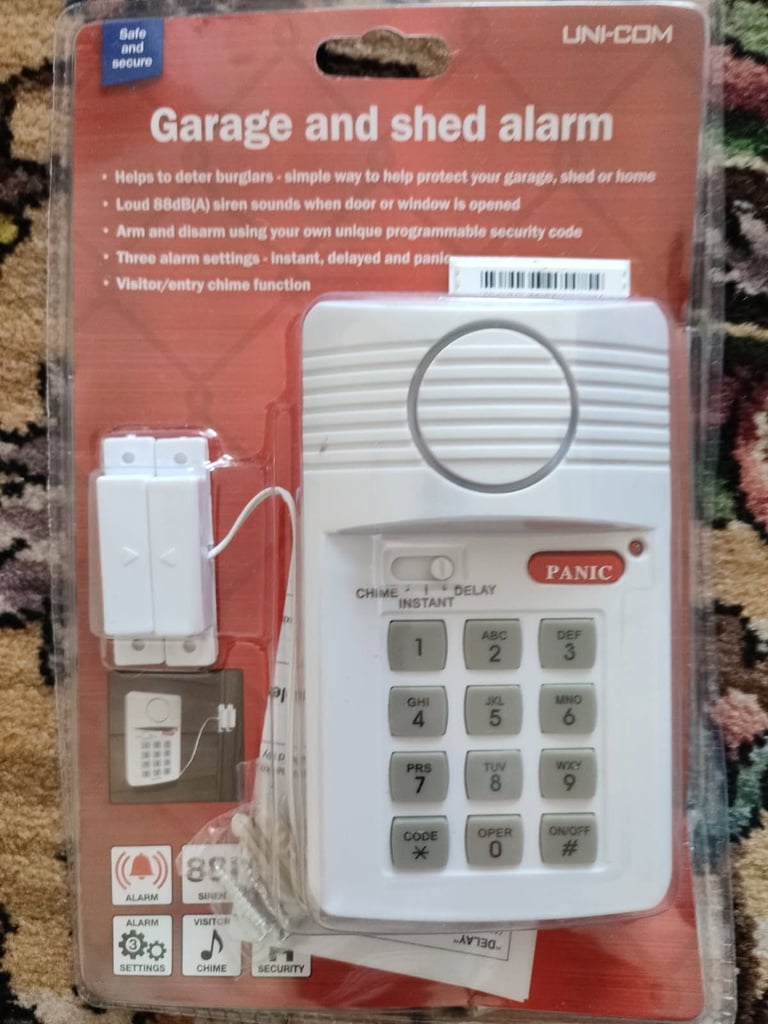 Safe
and
secure
UNI-COM
Garage and shed alarm
• Helps to deter burglars - simple way to help protect your garage, shed or home
• Loud 88dB(A) siren sounds when door or window is opened
• Arm and disarm using your own unique programmable security code
• Three alarm settings - instant, delayed and panic
• Visitor/entry chime function
PANIC
CHIME DELAY
INSTANT
1 ABC 2 DEF 3
GHI 4 JKL 5 MNO 6
PRS 7 TUV 8 WXY 9
CODE * OPER 0 ON/OFF #
ALARM
SIREN
ALARM
3
SETTINGS
VISITOR
CHIME
SECURITY
"DELAY"